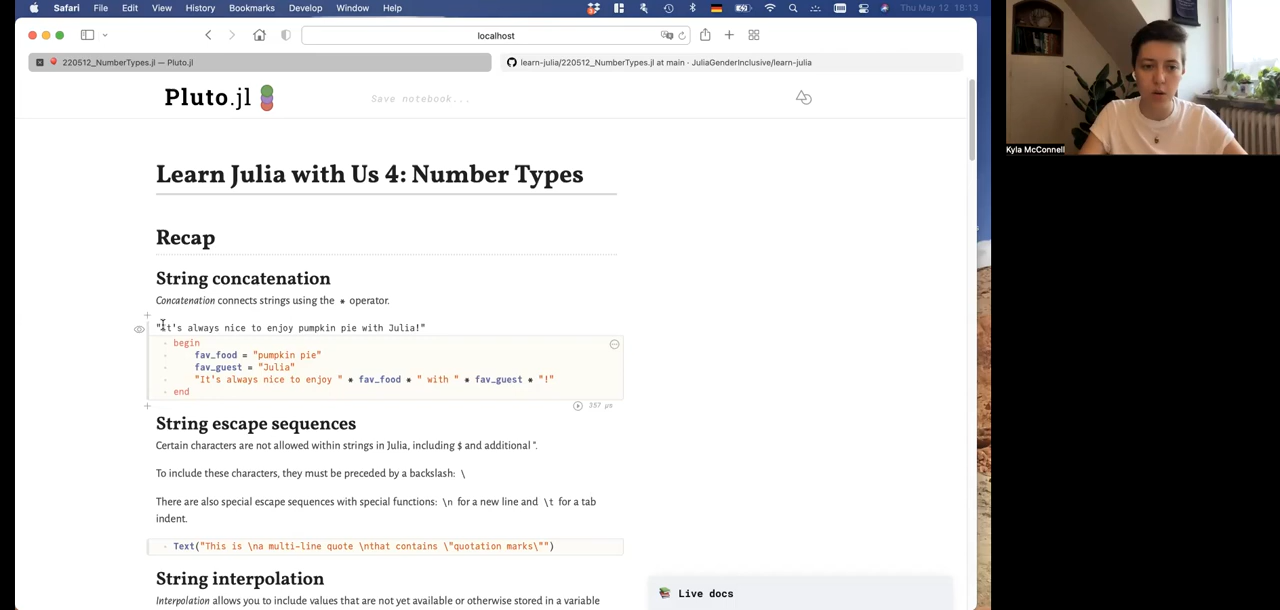 Safari File Edit View History Bookmarks Develop Window Help Thu May 12 18:13
localhost
220512_NumberTypes.jl — Pluto.jl
learn-julia/220512_NumberTypes.jl at main · JuliaGenderInclusive/learn-julia
Pluto.jl
Save notebook...
Learn Julia with Us 4: Number Types
Recap
String concatenation
Concatenation connects strings using the * operator.
"It's always nice to enjoy pumpkin pie with Julia!"
begin
fav_food = "pumpkin pie"
fav_guest = "Julia"
"It's always nice to enjoy " * fav_food * " with " * fav_guest * "!"
end
357 μs
String escape sequences
Certain characters are not allowed within strings in Julia, including $ and additional ".
To include these characters, they must be preceded by a backslash: \
There are also special escape sequences with special functions: \n for a new line and \t for a tab
indent.
Text("This is \na multi-line quote \nthat contains \"quotation marks\"")
String interpolation
Interpolation allows you to include values that are not yet available or otherwise stored in a variable
Live docs
Kyla McConnell